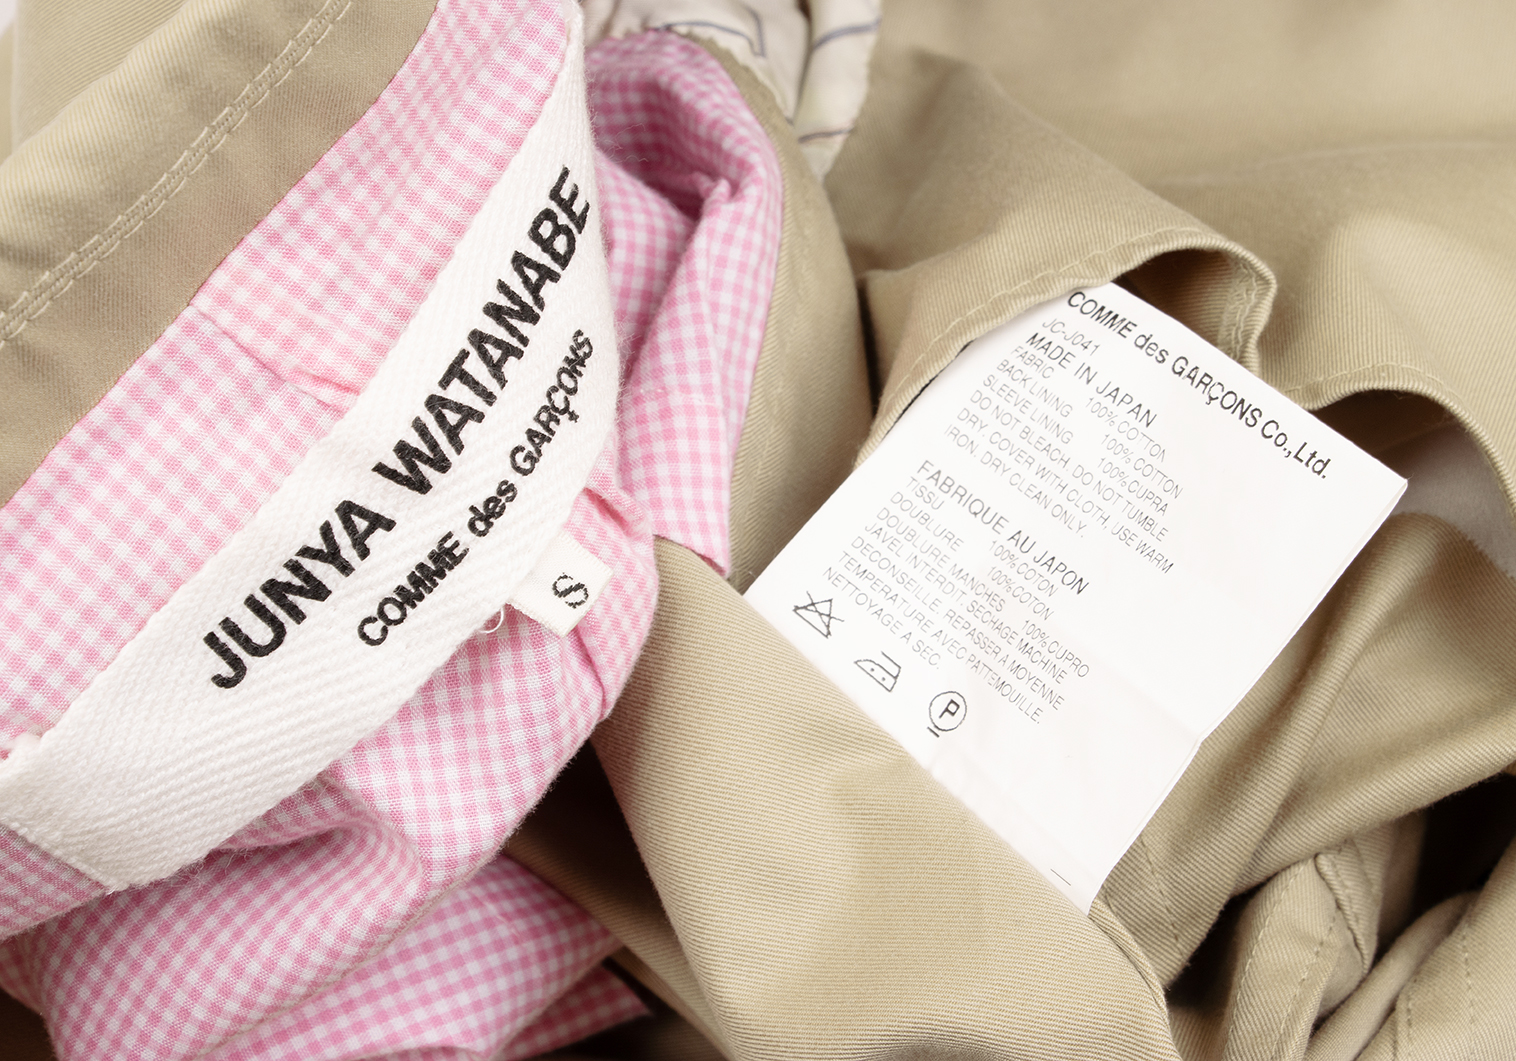 JUNYA WATANABE
COMME des GARÇONS
S
COMME des GARÇONS Co.,Ltd.
JC-J041
MADE IN JAPAN
FABRIC 100% COTTON
BACK LINING 100% COTTON
SLEEVE LINING 100% CUPRA
DO NOT BLEACH, DO NOT TUMBLE
DRY. COVER WITH CLOTH, USE WARM
IRON. DRY CLEAN ONLY.
FABRIQUE AU JAPON
TISSU 100% COTON
DOUBLURE 100% COTON
DOUBLURE MANCHES 100% CUPRO
JAVEL INTERDIT. SECHAGE MACHINE
DECONSEILLE. REPASSER A MOYENNE
TEMPERATURE AVEC PATTEMOUILLE.
NETTOYAGE A SEC.
P